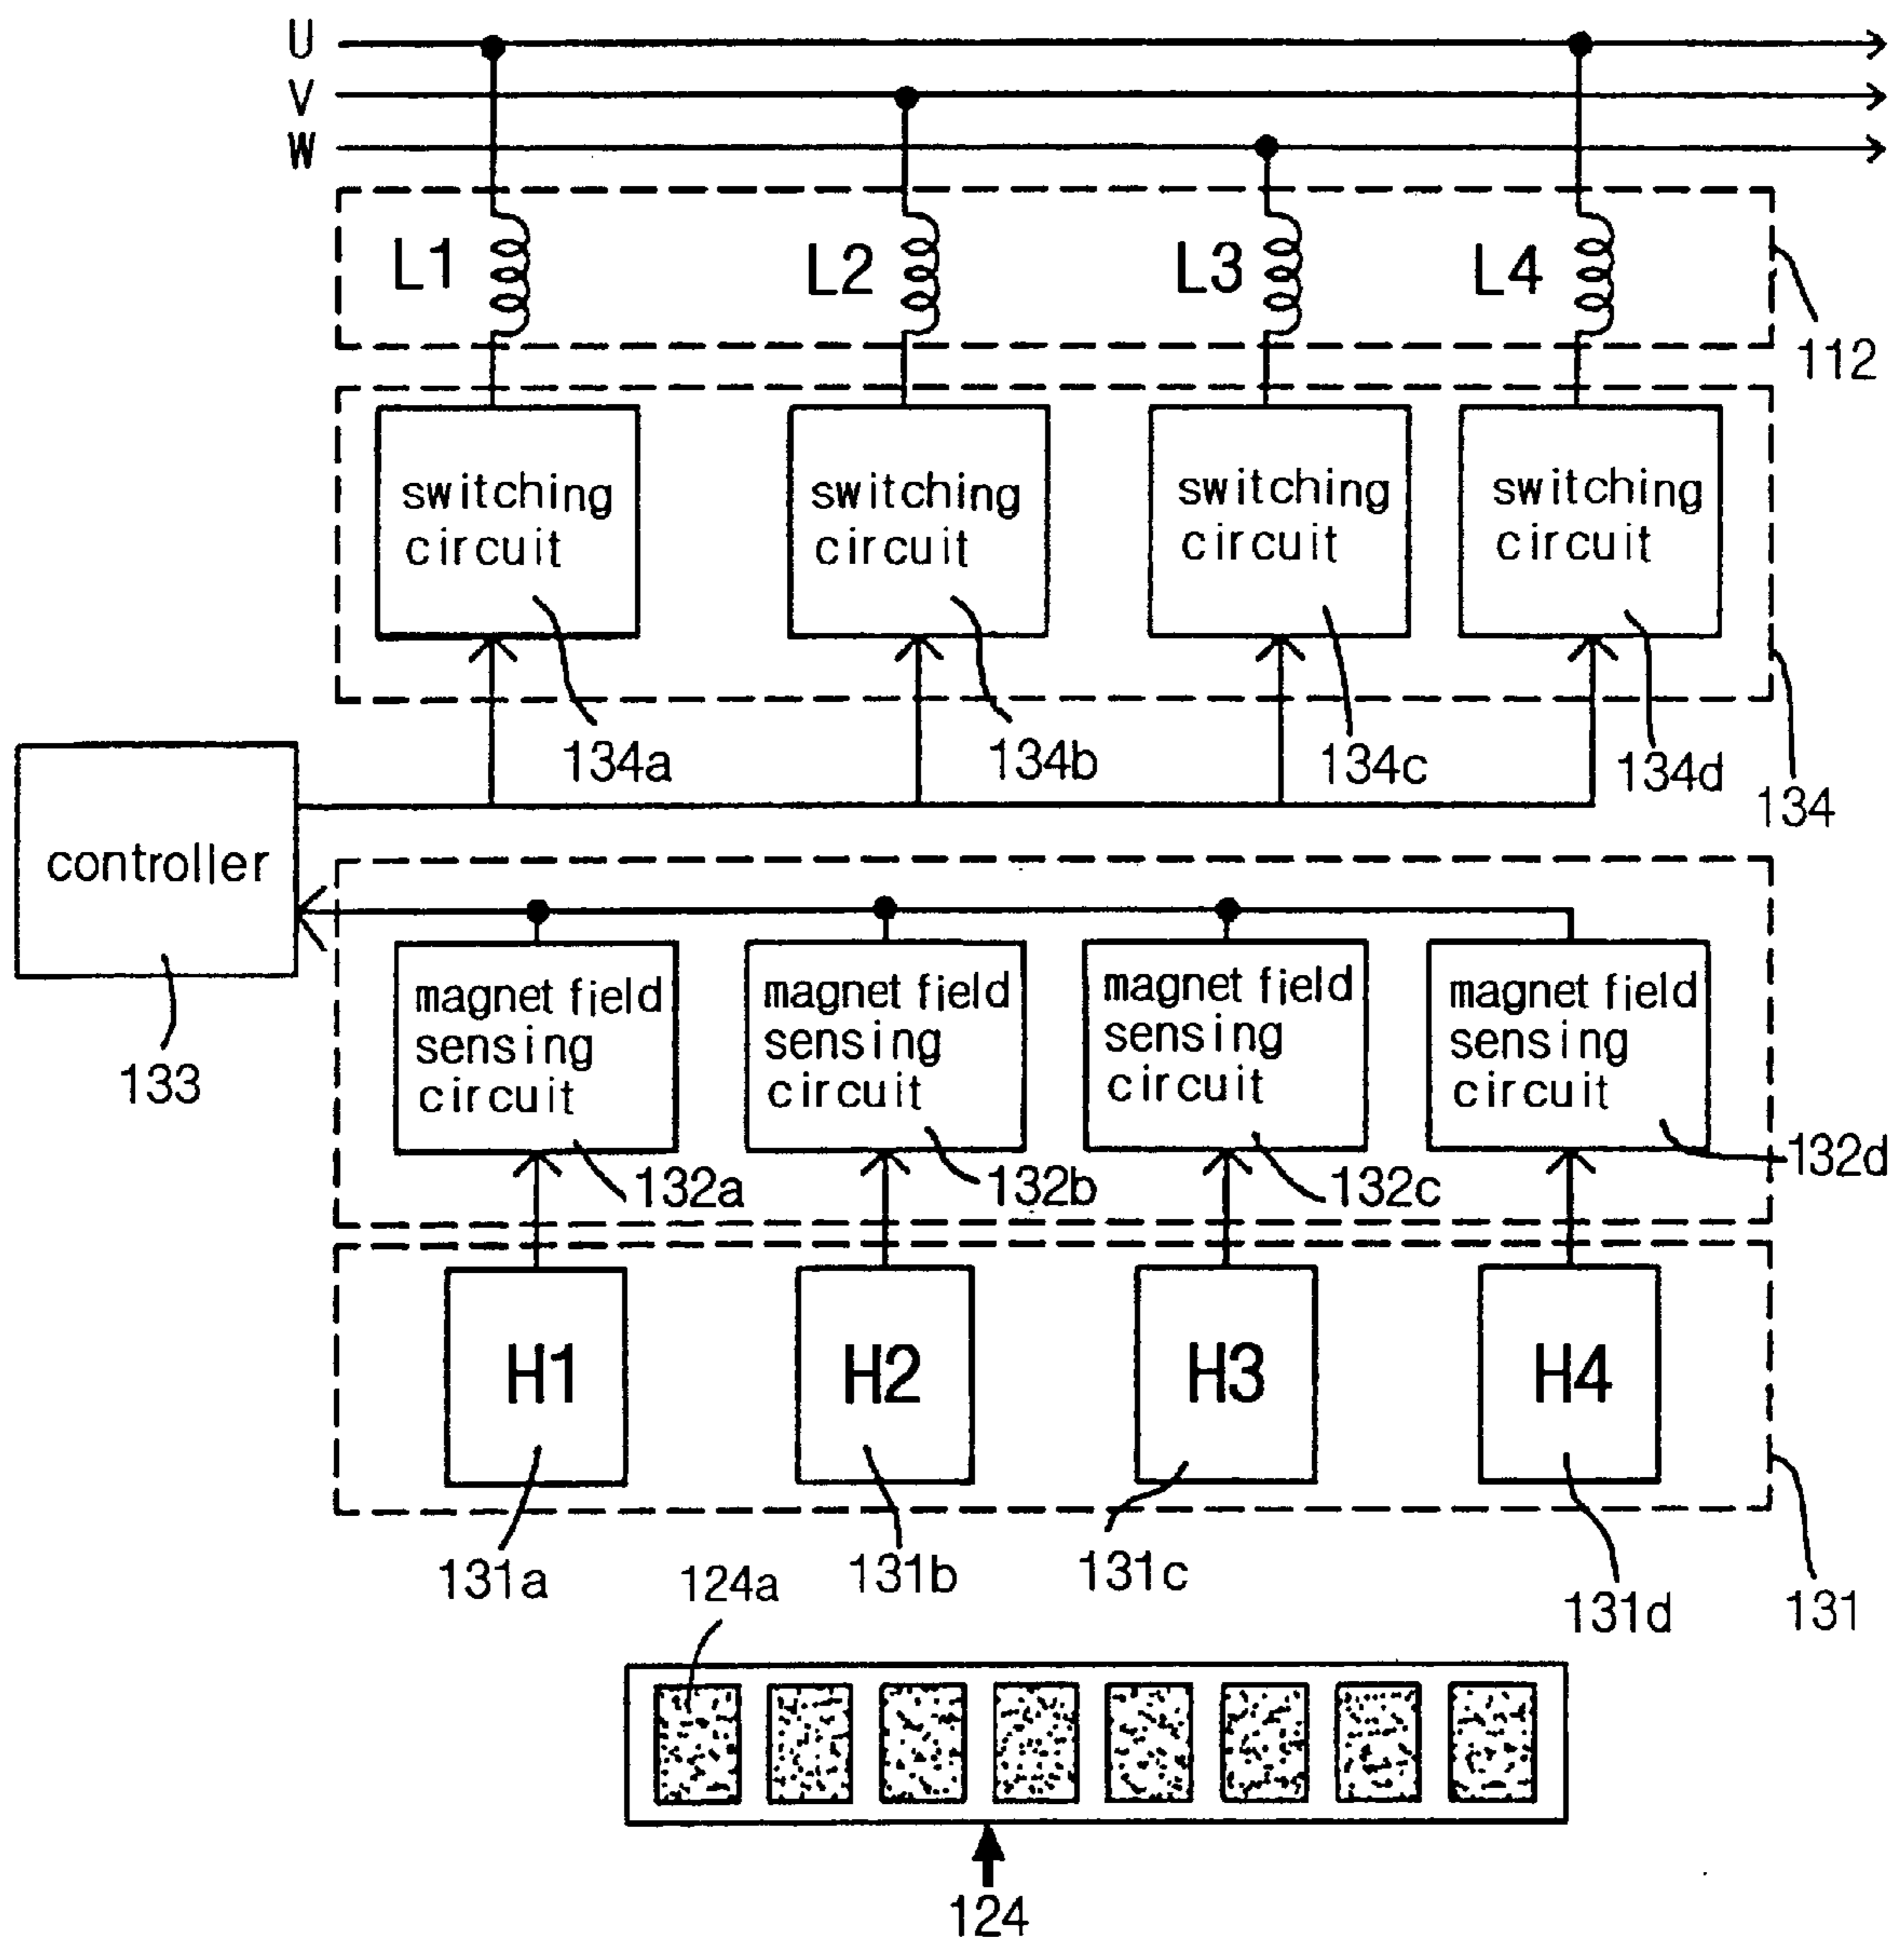 U
V
W
L1
L2
L3
L4
112
switching
circuit
switching
circuit
switching
circuit
switching
circuit
134a
134b
134c
134d
134
controller
133
magnet field
sensing
circuit
magnet field
sensing
circuit
magnet field
sensing
circuit
magnet field
sensing
circuit
132a
132b
132c
132d
H1
H2
H3
H4
131a
131b
131c
131d
131
124a
124